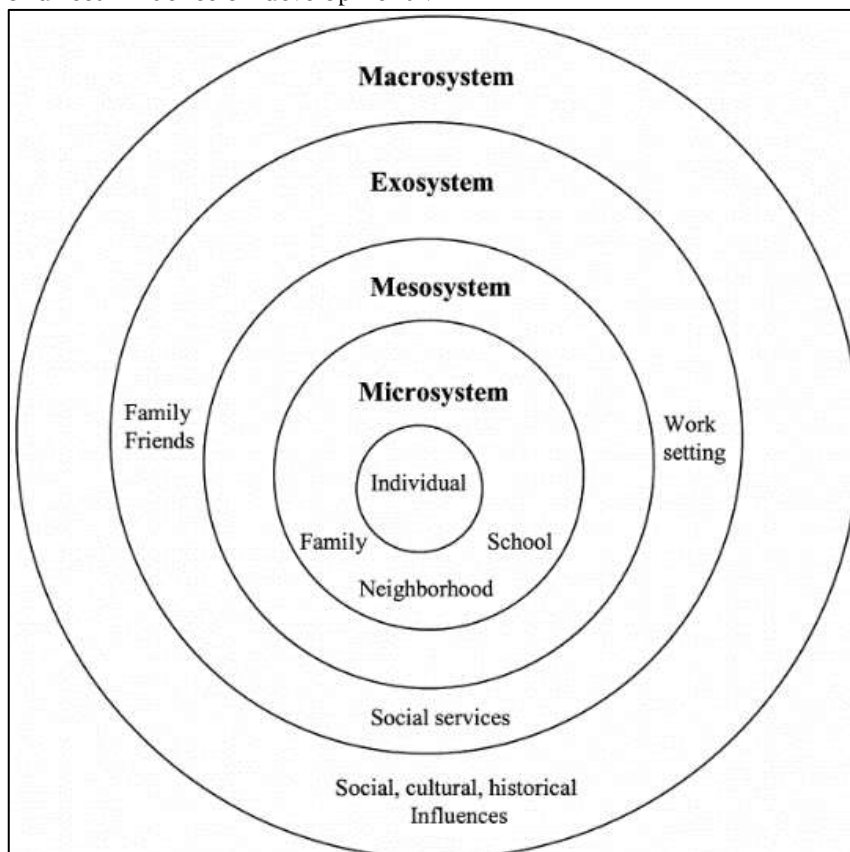 Macrosystem
Exosystem
Mesosystem
Microsystem
Family
Friends
Work
setting
Individual
Family
School
Neighborhood
Social services
Social, cultural, historical
Influences